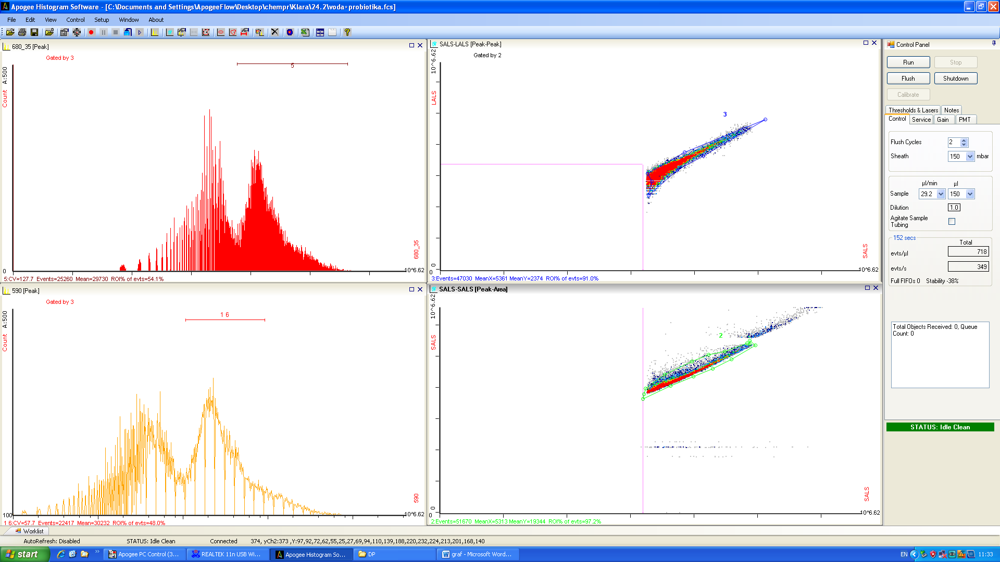 Apogee Histogram Software - [C:\Documents and Settings\ApogeeFlow\Desktop\chempr\Klara\24.2\voda+probiotika.fcs]
File Edit View Control Setup Window About
680_35 [Peak]
Gated by 3
5
Count A:500
680_35
0
10^6.62
5:CV=127.7 Events=25260 Mean=29730 ROI% of evts=54.1%
SALS-LALS [Peak-Peak]
Gated by 2
10^6.62
LALS
3
SALS
0
0
10^6.62
3:Events=47030 MeanX=5361 MeanY=2374 ROI% of evts=91.0%
590 [Peak]
Gated by 3
1 6
Count A:500
590
100
10^6.62
1 6:CV=57.7 Events=22417 Mean=30232 ROI% of evts=48.0%
SALS-SALS [Peak-Area]
10^6.62
SALS
2
SALS
0
0
10^6.62
2:Events=51670 MeanX=5313 MeanY=19344 ROI% of evts=97.2%
Control Panel
Run Stop
Flush Shutdown
Calibrate
Thresholds & Lasers Notes
Control Service Gain PMT
Flush Cycles 2
Sheath 150 mbar
µl/min µl
Sample 29.2 150
Dilution 1.0
Agitate Sample
Tubing
152 secs
Total
evts/µl 718
evts/s 349
Full FIFOs 0 Stability -38%
Total Objects Received: 0, Queue
Count: 0
STATUS: Idle Clean
Worklist
AutoRefresh: Disabled STATUS: Idle Clean Connected 374, yCh2:373 ,Y:97,92,72,62,55,25,27,69,94,110,139,188,220,232,224,213,201,168,140
start Apogee PC Control (3... REALTEK 11n USB Wi... Apogee Histogram So... DP graf - Microsoft Word... EN 11:33